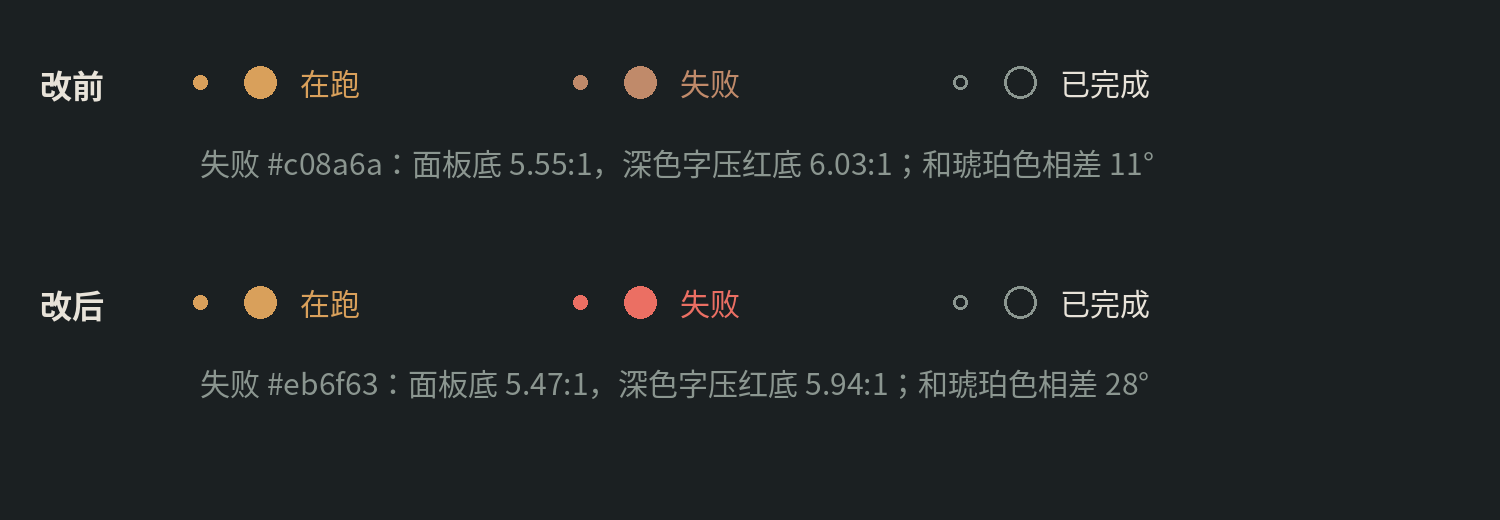 改前 在跑 失败 已完成
失败 #c08a6a：面板底 5.55:1，深色字压红底 6.03:1；和琥珀色相差 11°
改后 在跑 失败 已完成
失败 #eb6f63：面板底 5.47:1，深色字压红底 5.94:1；和琥珀色相差 28°